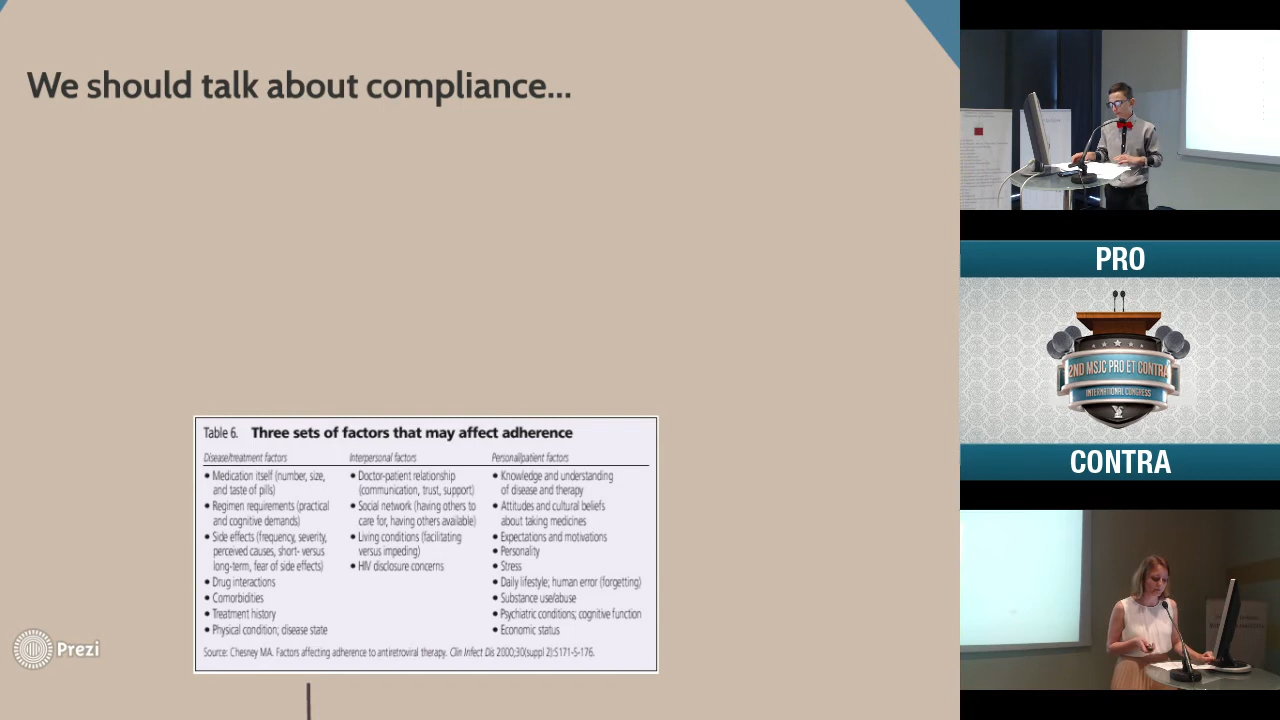 We should talk about compliance...
Table 6. Three sets of factors that may affect adherence
Disease/treatment factors
• Medication itself (number, size,
and taste of pills)
• Regimen requirements (practical
and cognitive demands)
• Side effects (frequency, severity,
perceived causes, short- versus
long-term, fear of side effects)
• Drug interactions
• Comorbidities
• Treatment history
• Physical condition; disease state
Interpersonal factors
• Doctor-patient relationship
(communication, trust, support)
• Social network (having others to
care for, having others available)
• Living conditions (facilitating
versus impeding)
• HIV disclosure concerns
Personal/patient factors
• Knowledge and understanding
of disease and therapy
• Attitudes and cultural beliefs
about taking medicines
• Expectations and motivations
• Personality
• Stress
• Daily lifestyle; human error (forgetting)
• Substance use/abuse
• Psychiatric conditions; cognitive function
• Economic status
Source: Chesney MA. Factors affecting adherence to antiretroviral therapy. Clin Infect Dis 2000;30(suppl 2):S171-S-176.
Prezi
PRO
2ND MSJC PRO ET CONTRA
INTERNATIONAL CONGRESS
CONTRA